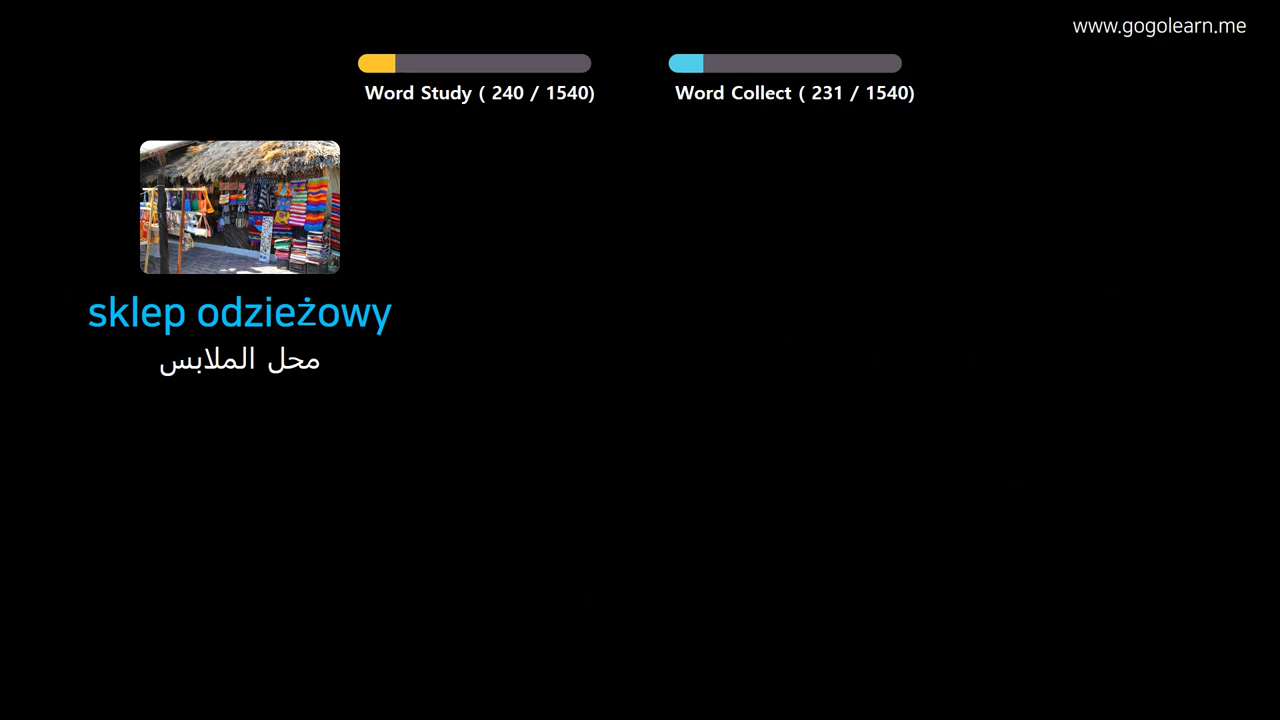 www.gogolearn.me
Word Study ( 240 / 1540)
Word Collect ( 231 / 1540)
sklep odzieżowy
محل الملابس